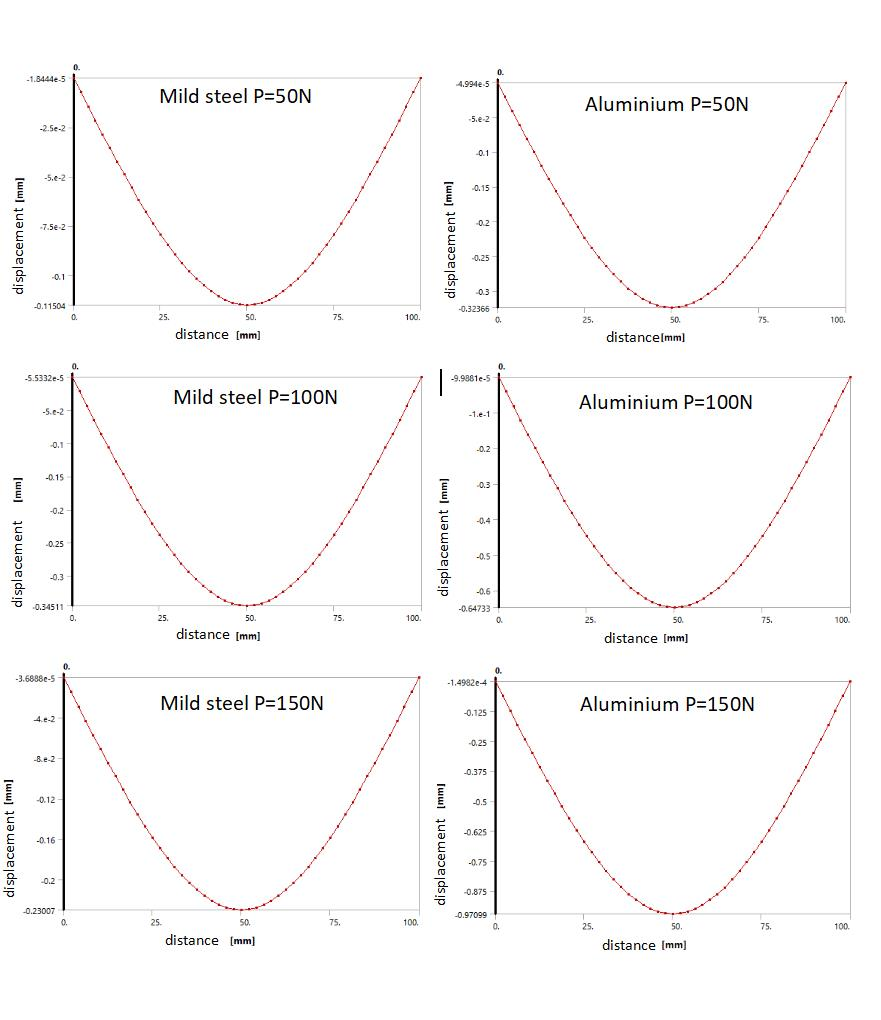 0.
-1.8444e-5
Mild steel P=50N
-2.5e-2
-5.e-2
-7.5e-2
-0.1
-0.11504
displacement [mm]
0. 25. 50. 75. 100.
distance [mm]
0.
-4.994e-5
Aluminium P=50N
-5.e-2
-0.1
-0.15
-0.2
-0.25
-0.3
-0.32366
displacement [mm]
0. 25. 50. 75. 100.
distance[mm]
0.
-5.5332e-5
Mild steel P=100N
-5.e-2
-0.1
-0.15
-0.2
-0.25
-0.3
-0.34511
displacement [mm]
0. 25. 50. 75. 100.
distance [mm]
0.
-9.9881e-5
Aluminium P=100N
-1.e-1
-0.2
-0.3
-0.4
-0.5
-0.6
-0.64733
displacement [mm]
0. 25. 50. 75. 100.
distance [mm]
0.
-3.6888e-5
Mild steel P=150N
-4.e-2
-8.e-2
-0.12
-0.16
-0.2
-0.23007
displacement [mm]
0. 25. 50. 75. 100.
distance [mm]
0.
-1.4982e-4
Aluminium P=150N
-0.125
-0.25
-0.375
-0.5
-0.625
-0.75
-0.875
-0.97099
displacement [mm]
0. 25. 50. 75. 100.
distance [mm]